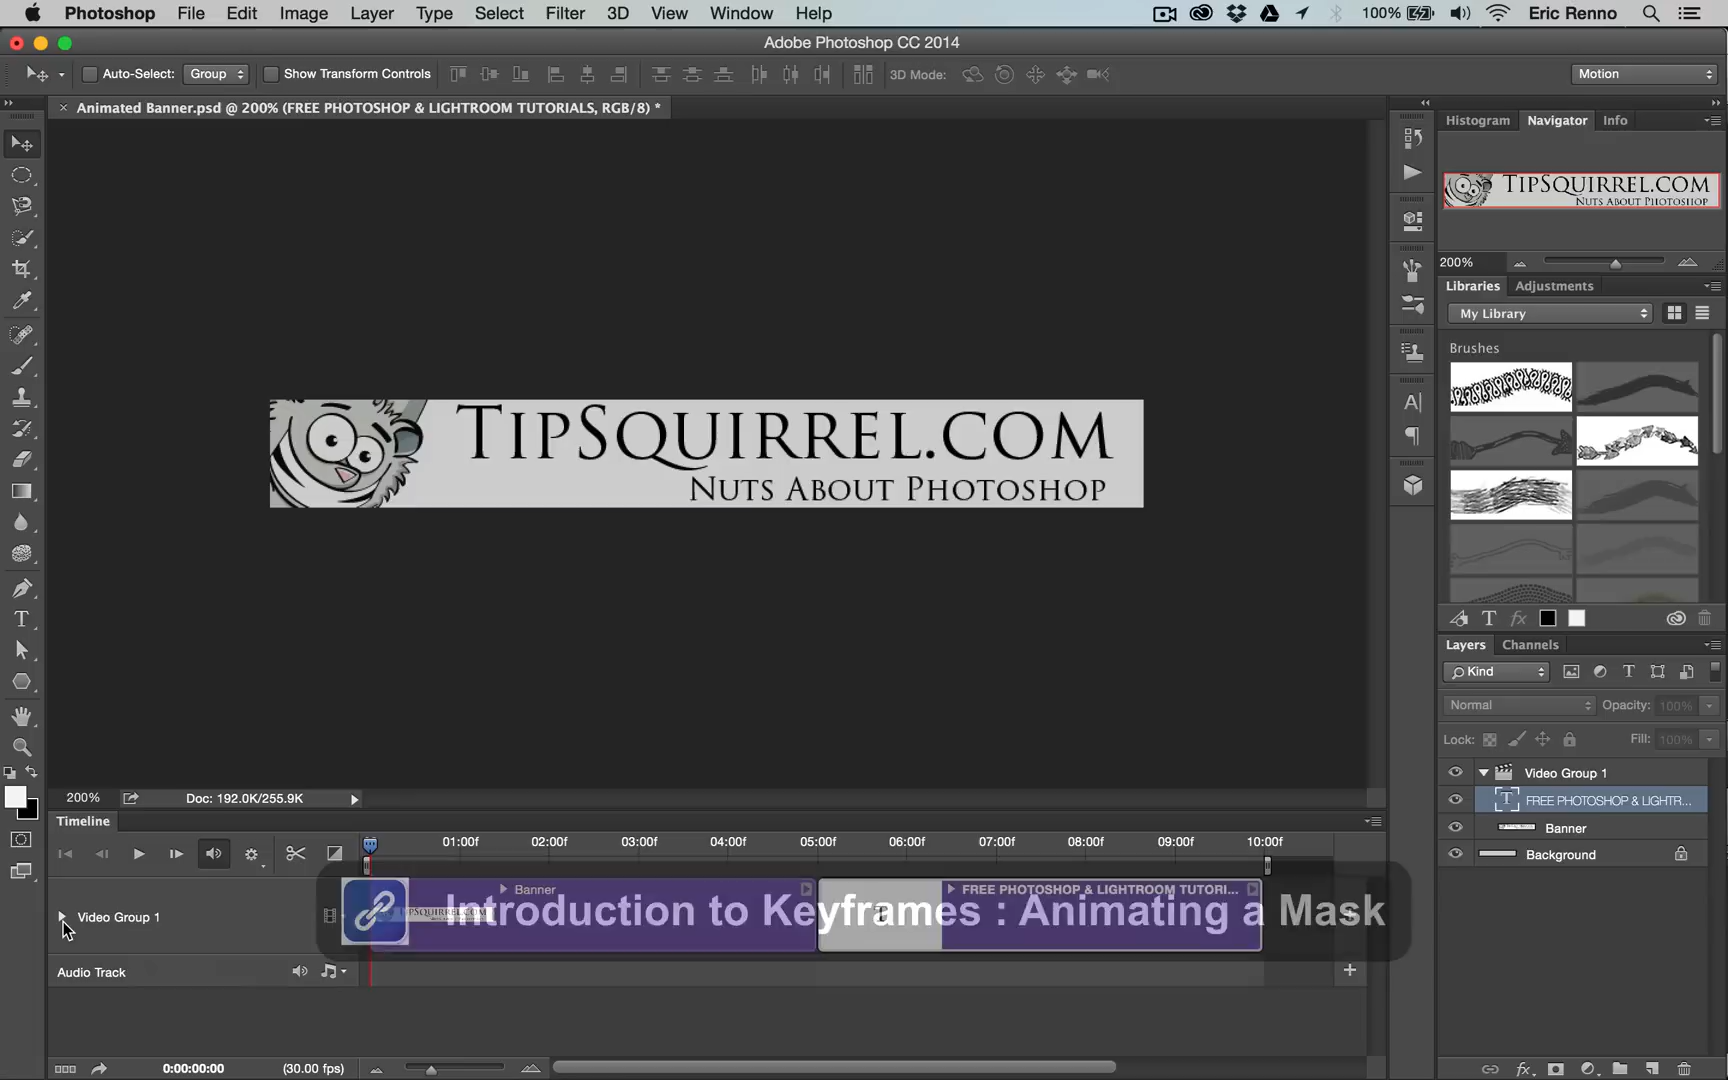 Photoshop File Edit Image Layer Type Select Filter 3D View Window Help 100% Eric Renno
Adobe Photoshop CC 2014
Auto-Select: Group Show Transform Controls 3D Mode: Motion
Animated Banner.psd @ 200% (FREE PHOTOSHOP & LIGHTROOM TUTORIALS, RGB/8) *
Histogram Navigator Info
TipSquirrel.com
Nuts About Photoshop
200%
Libraries Adjustments
My Library
Brushes
TipSquirrel.com
Nuts About Photoshop
Layers Channels
Kind
Normal Opacity: 100%
Lock: Fill: 100%
Video Group 1
FREE PHOTOSHOP & LIGHTR...
Banner
Background
200% Doc: 192.0K/255.9K
Timeline
01:00f 02:00f 03:00f 04:00f 05:00f 06:00f 07:00f 08:00f 09:00f 10:00f
Banner FREE PHOTOSHOP & LIGHTROOM TUTORI...
Video Group 1
Introduction to Keyframes : Animating a Mask
Audio Track
0:00:00:00 (30.00 fps)